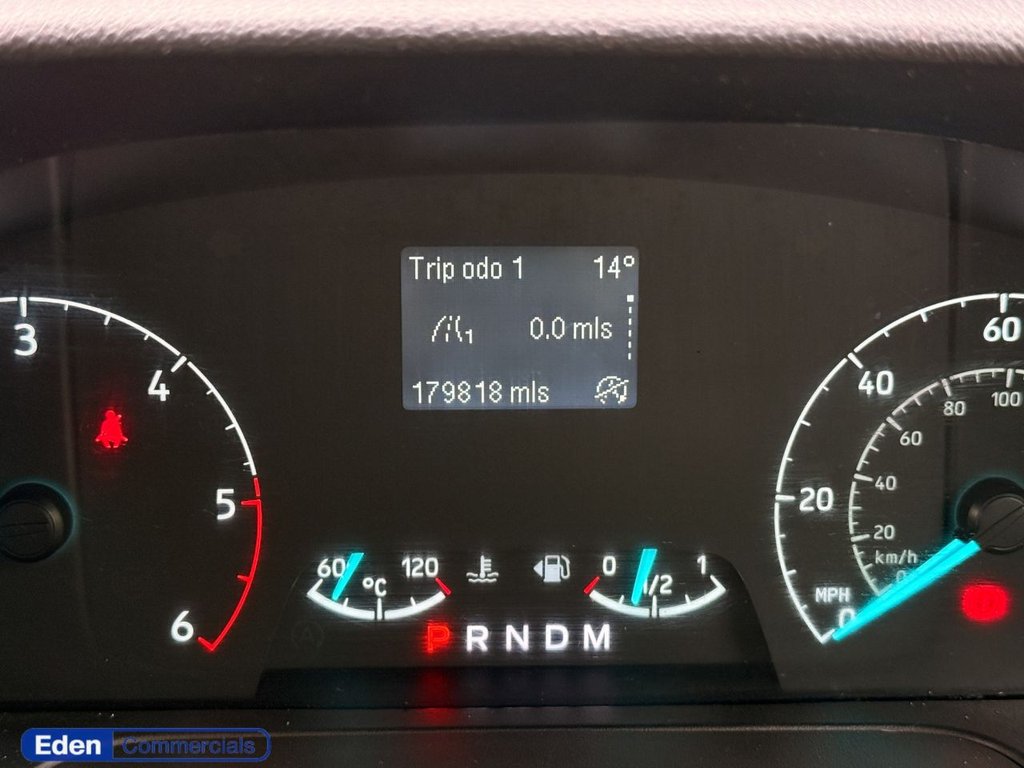 Trip odo 1 14°
1 0.0 mls
179818 mls
3
4
5
6
60 °C 120
0 1/2 1
P R N D M
0 20 40 60
MPH
20 40 60 80 100
km/h
Eden Commercials